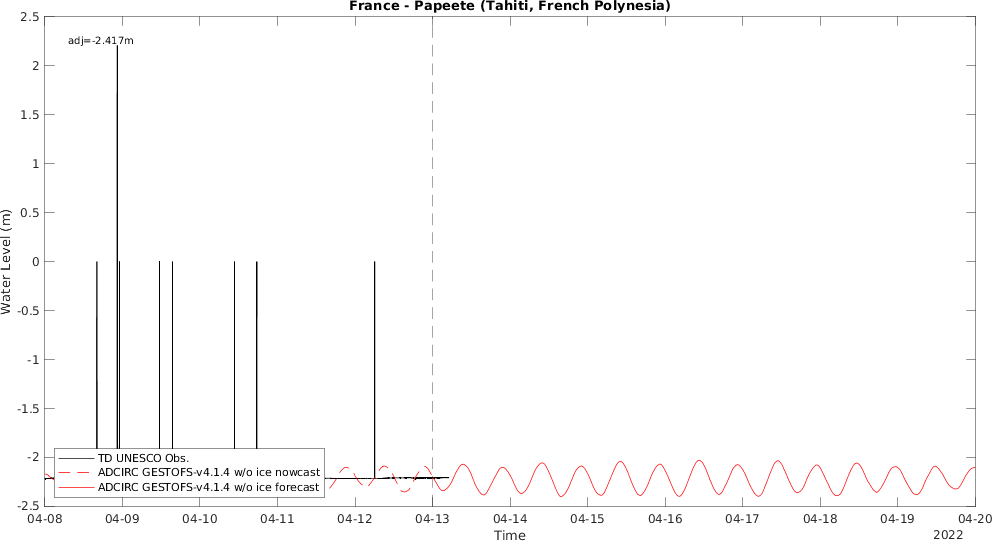 France - Papeete (Tahiti, French Polynesia)
adj=-2.417m
2.5
2
1.5
1
0.5
0
-0.5
-1
-1.5
-2
-2.5
Water Level (m)
TD UNESCO Obs.
ADCIRC GESTOFS-v4.1.4 w/o ice nowcast
ADCIRC GESTOFS-v4.1.4 w/o ice forecast
04-08 04-09 04-10 04-11 04-12 04-13 04-14 04-15 04-16 04-17 04-18 04-19 04-20
Time
2022